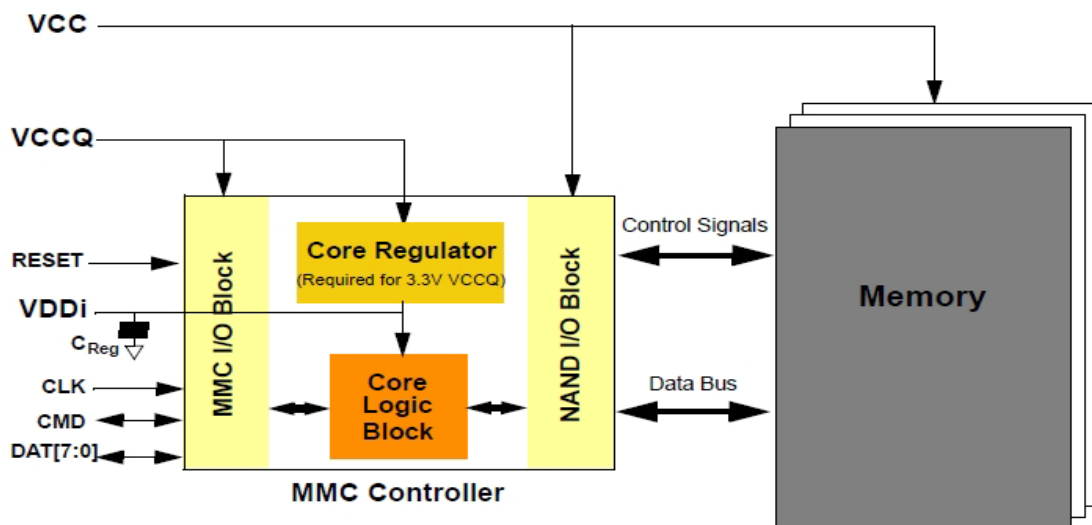 VCC
VCCQ
RESET
VDDi
CReg
CLK
CMD
DAT[7:0]
MMC I/O Block
Core Regulator
(Required for 3.3V VCCQ)
Core
Logic
Block
NAND I/O Block
MMC Controller
Control Signals
Data Bus
Memory